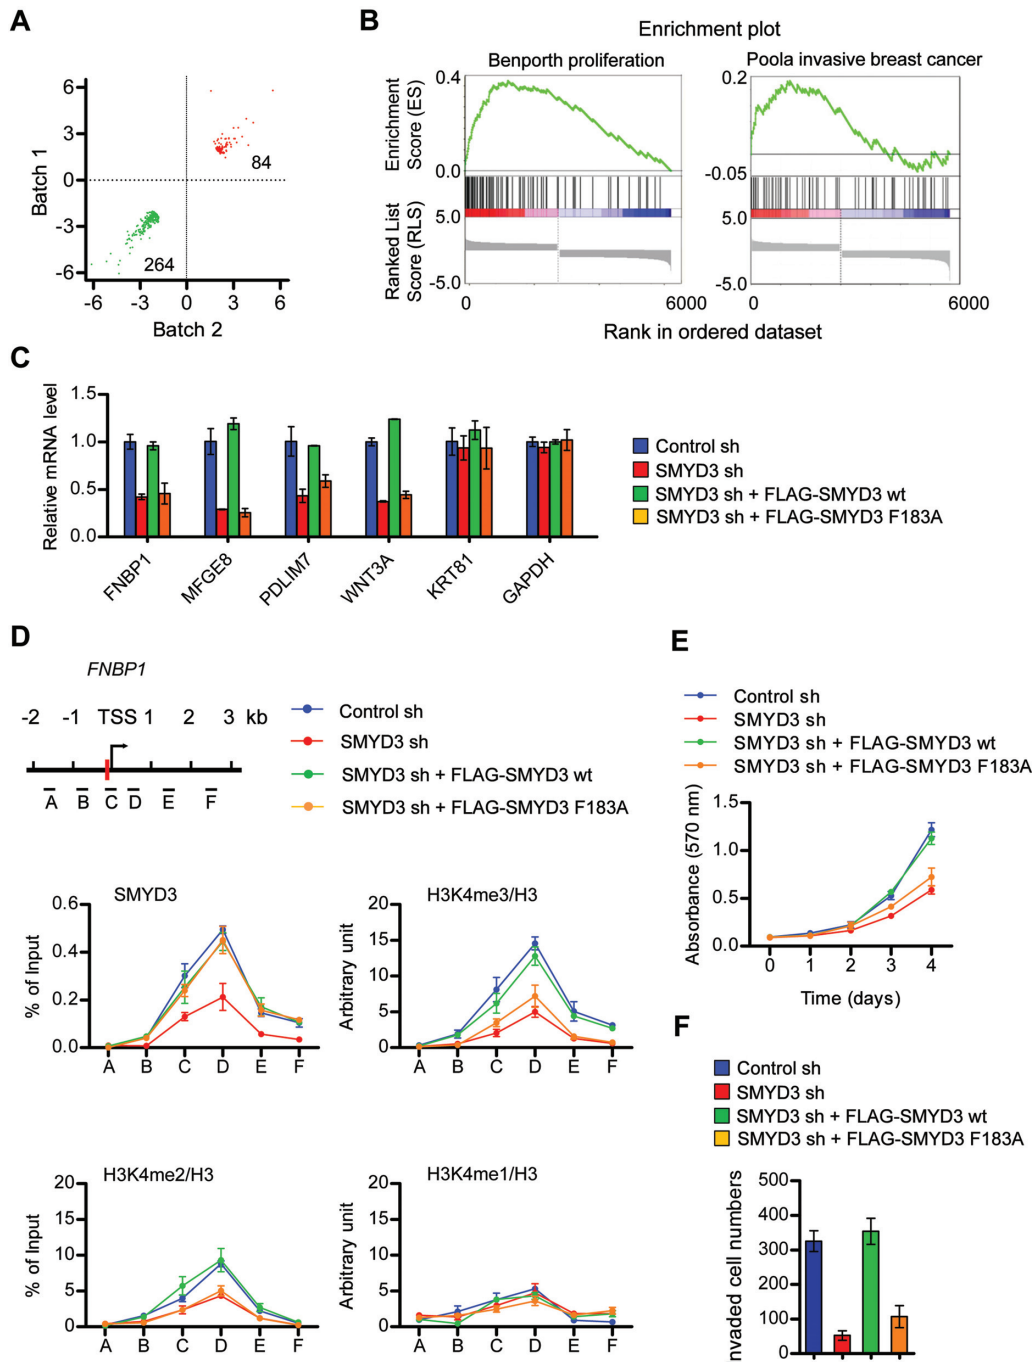 A
6
3
0
-3
-6
Batch 1
84
264
-6 -3 0 3 6
Batch 2
B
Enrichment plot
Benporth proliferation
Poola invasive breast cancer
Enrichment
Score (ES)
0.4
0.0
0.2
-0.05
Ranked List
Score (RLS)
5.0
-5.0
5.0
-5.0
0 6000
0 6000
Rank in ordered dataset
C
Relative mRNA level
1.5
1.0
0.5
0.0
FNBP1 MFGE8 PDLIM7 WNT3A KRT81 GAPDH
Control sh
SMYD3 sh
SMYD3 sh + FLAG-SMYD3 wt
SMYD3 sh + FLAG-SMYD3 F183A
D
FNBP1
-2 -1 TSS 1 2 3 kb
A B C D E F
Control sh
SMYD3 sh
SMYD3 sh + FLAG-SMYD3 wt
SMYD3 sh + FLAG-SMYD3 F183A
SMYD3
% of Input
0.6
0.4
0.2
0.0
A B C D E F
H3K4me3/H3
Arbitrary unit
20
15
10
5
0
A B C D E F
H3K4me2/H3
% of Input
20
15
10
5
0
A B C D E F
H3K4me1/H3
Arbitrary unit
20
15
10
5
0
A B C D E F
E
Control sh
SMYD3 sh
SMYD3 sh + FLAG-SMYD3 wt
SMYD3 sh + FLAG-SMYD3 F183A
Absorbance (570 nm)
1.5
1.0
0.5
0.0
0 1 2 3 4
Time (days)
F
Control sh
SMYD3 sh
SMYD3 sh + FLAG-SMYD3 wt
SMYD3 sh + FLAG-SMYD3 F183A
nvaded cell numbers
500
400
300
200
100
0